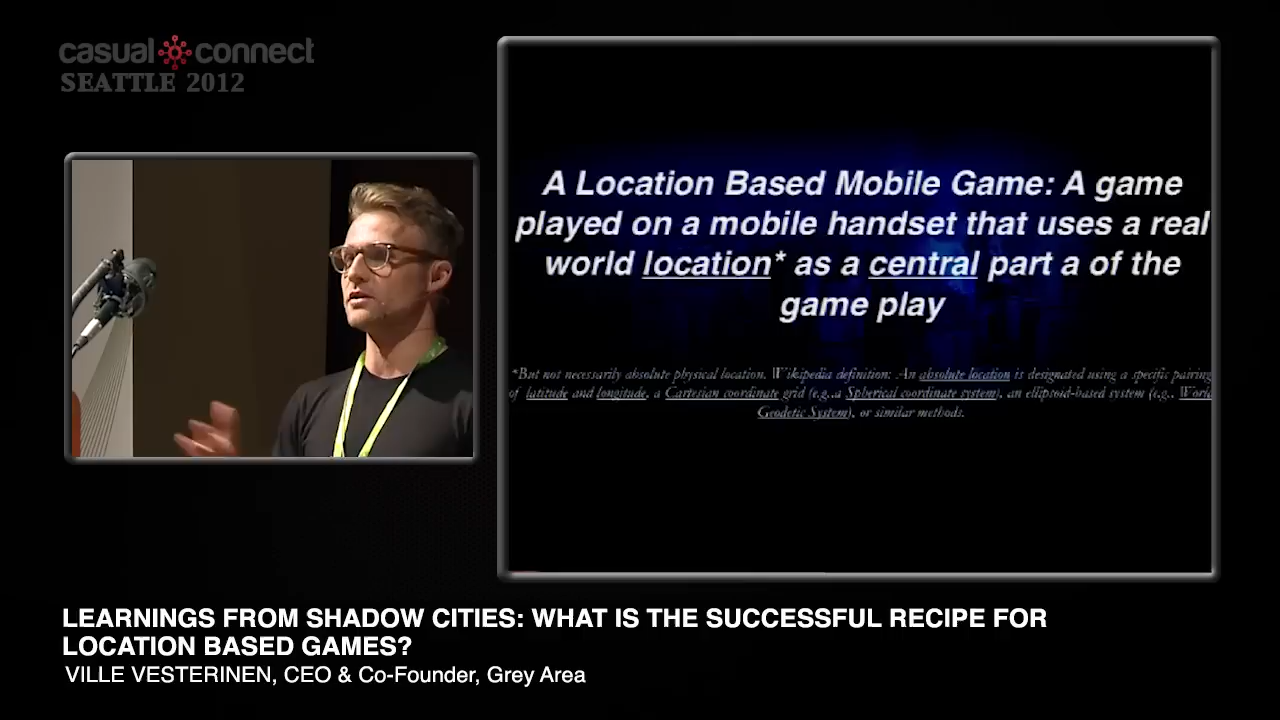 casual connect
SEATTLE 2012
A Location Based Mobile Game: A game
played on a mobile handset that uses a real
world location* as a central part a of the
game play
*But not necessarily absolute physical location. Wikipedia definition: An absolute location is designated using a specific pairing
of latitude and longitude, a Cartesian coordinate grid (e.g.,a Spherical coordinate system), an ellipsoid-based system (e.g., World
Geodetic System), or similar methods.
LEARNINGS FROM SHADOW CITIES: WHAT IS THE SUCCESSFUL RECIPE FOR
LOCATION BASED GAMES?
VILLE VESTERINEN, CEO & Co-Founder, Grey Area